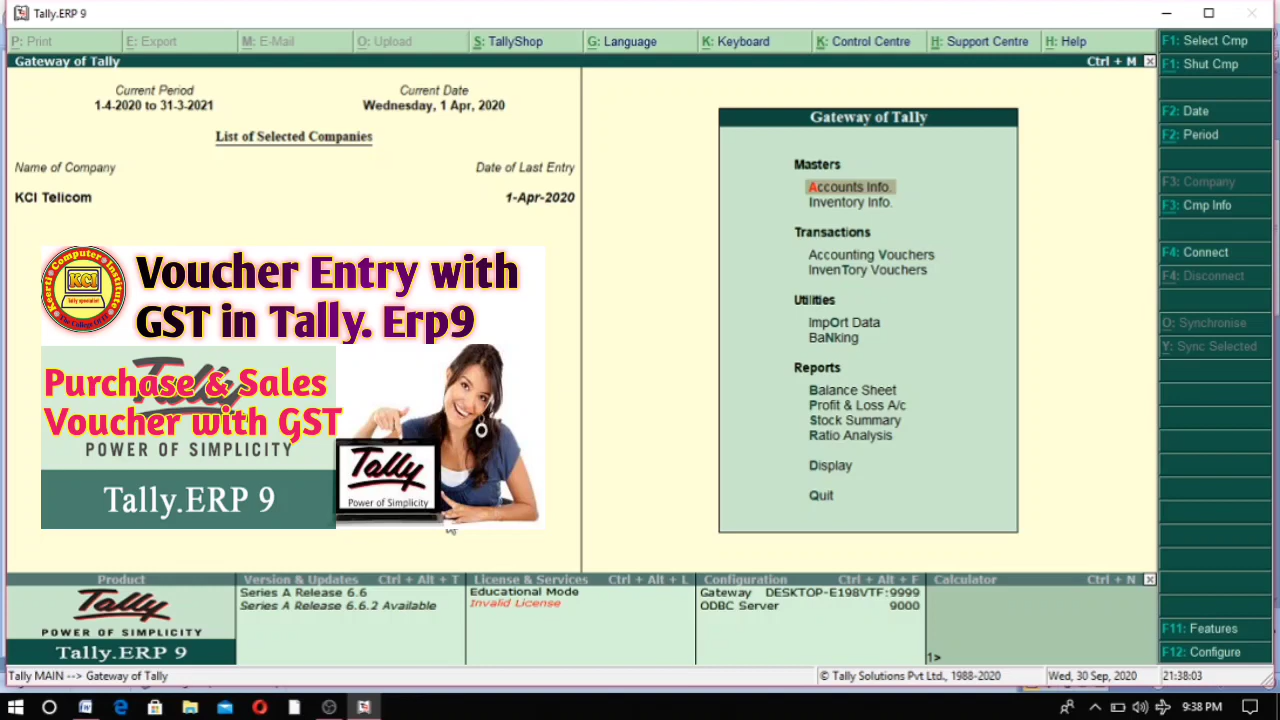 Tally.ERP 9
P: Print
E: Export
M: E-Mail
O: Upload
S: TallyShop
G: Language
K: Keyboard
K: Control Centre
H: Support Centre
H: Help
Gateway of Tally
Ctrl + M
Current Period
1-4-2020 to 31-3-2021
Current Date
Wednesday, 1 Apr, 2020
List of Selected Companies
Name of Company
Date of Last Entry
KCI Telicom
1-Apr-2020
Keerti Computer Institute
KCI
Tally specialist
The College Of IT
Voucher Entry with
GST in Tally. Erp9
Purchase & Sales
Voucher with GST
POWER OF SIMPLICITY
Tally.ERP 9
Tally
Power of Simplicity
Gateway of Tally
Masters
Accounts Info.
Inventory Info.
Transactions
Accounting Vouchers
InvenTory Vouchers
Utilities
ImpOrt Data
BaNking
Reports
Balance Sheet
Profit & Loss A/c
Stock Summary
Ratio Analysis
Display
Quit
F1: Select Cmp
F1: Shut Cmp
F2: Date
F2: Period
F3: Company
F3: Cmp Info
F4: Connect
F4: Disconnect
O: Synchronise
Y: Sync Selected
F11: Features
F12: Configure
Product
Tally
POWER OF SIMPLICITY
Tally.ERP 9
Version & Updates Ctrl + Alt + T
Series A Release 6.6
Series A Release 6.6.2 Available
License & Services Ctrl + Alt + L
Educational Mode
Invalid License
Configuration Ctrl + Alt + F
Gateway DESKTOP-E198VTF:9999
ODBC Server 9000
Calculator Ctrl + N
1>
Tally MAIN --> Gateway of Tally
© Tally Solutions Pvt Ltd., 1988-2020
Wed, 30 Sep, 2020
21:38:03
9:38 PM